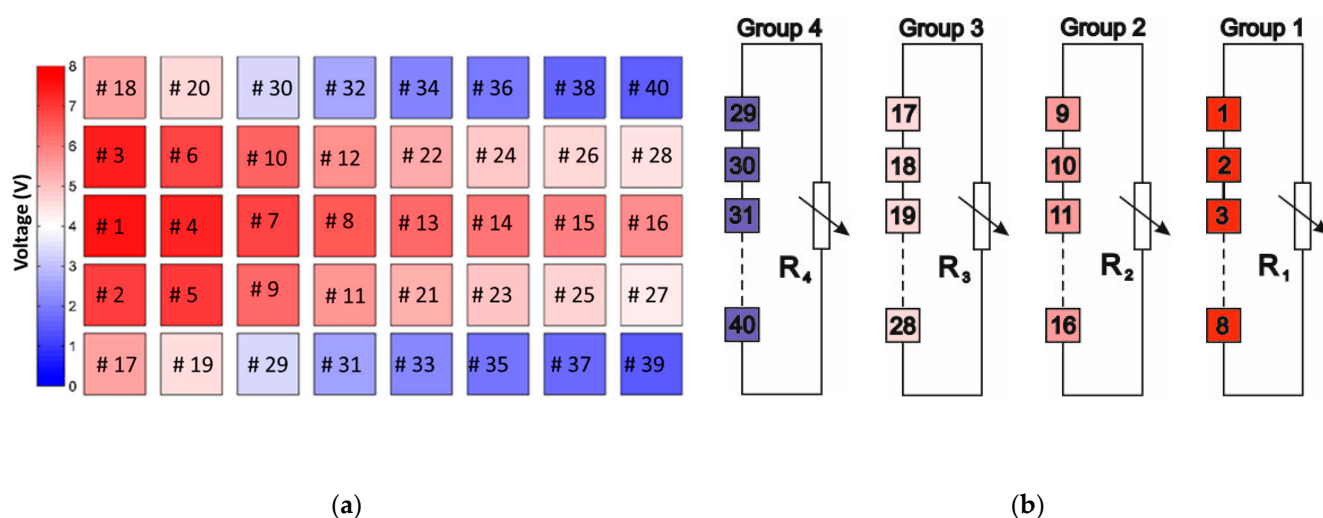 Voltage (V)
8
7
6
5
4
3
2
1
0
# 18 # 20 # 30 # 32 # 34 # 36 # 38 # 40
# 3 # 6 # 10 # 12 # 22 # 24 # 26 # 28
# 1 # 4 # 7 # 8 # 13 # 14 # 15 # 16
# 2 # 5 # 9 # 11 # 21 # 23 # 25 # 27
# 17 # 19 # 29 # 31 # 33 # 35 # 37 # 39
(a)
Group 4
29
30
31
40
R4
Group 3
17
18
19
28
R3
Group 2
9
10
11
16
R2
Group 1
1
2
3
8
R1
(b)